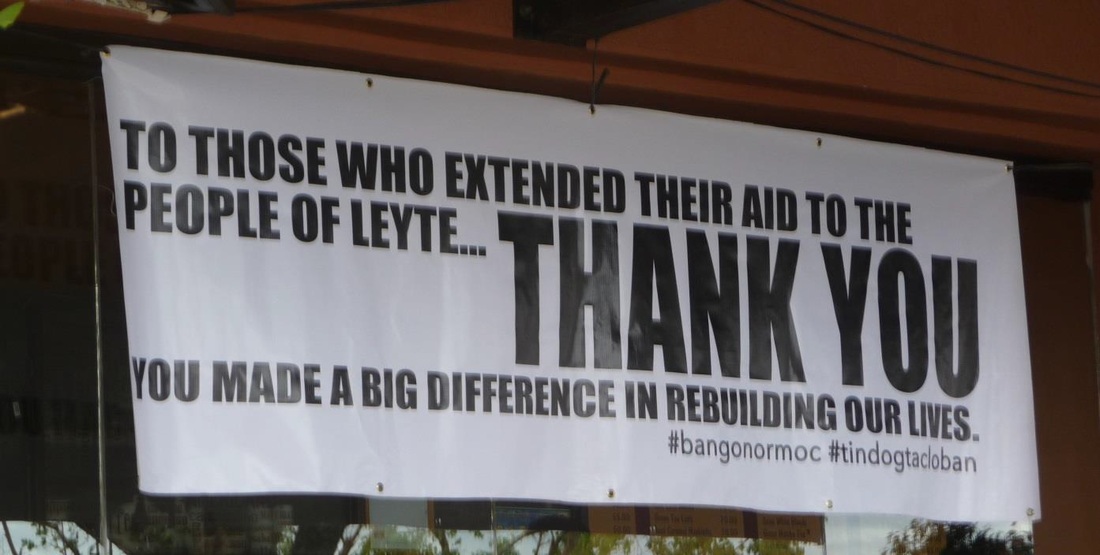 TO THOSE WHO EXTENDED THEIR AID TO THE
PEOPLE OF LEYTE... THANK YOU
YOU MADE A BIG DIFFERENCE IN REBUILDING OUR LIVES.
#bangonormoc #tindogtacloban